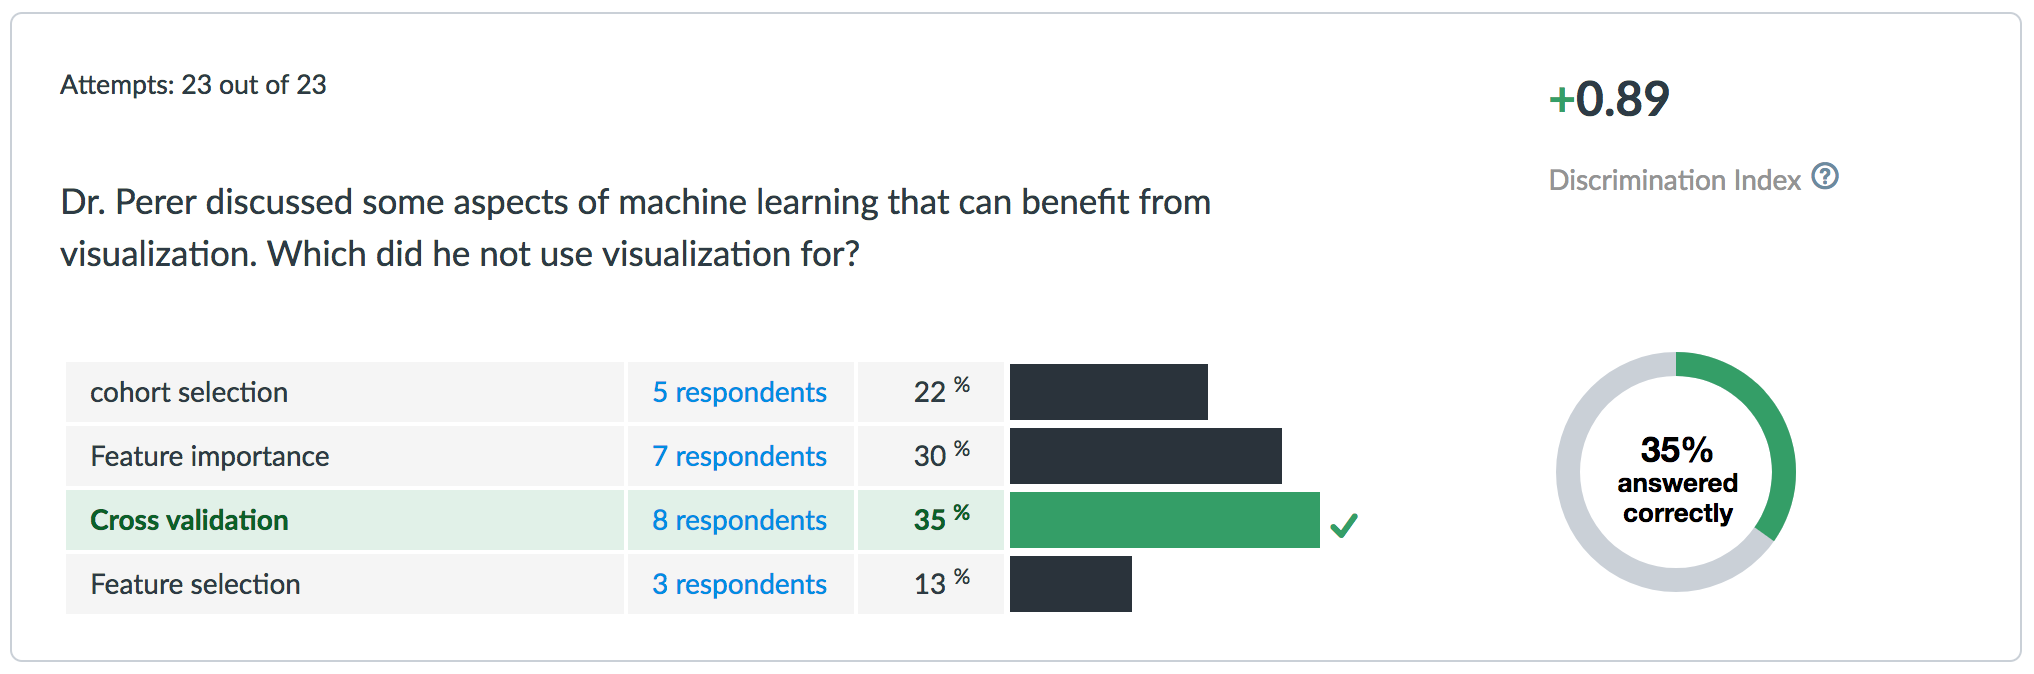 Attempts: 23 out of 23
+0.89
Discrimination Index ?
Dr. Perer discussed some aspects of machine learning that can benefit from
visualization. Which did he not use visualization for?
cohort selection 5 respondents 22 %
Feature importance 7 respondents 30 %
Cross validation 8 respondents 35 %
Feature selection 3 respondents 13 %
35%
answered
correctly